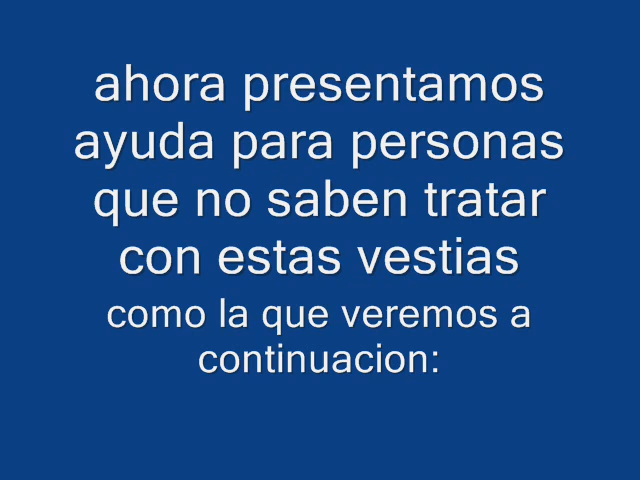 ahora presentamos
ayuda para personas
que no saben tratar
con estas vestias
como la que veremos a
continuacion: